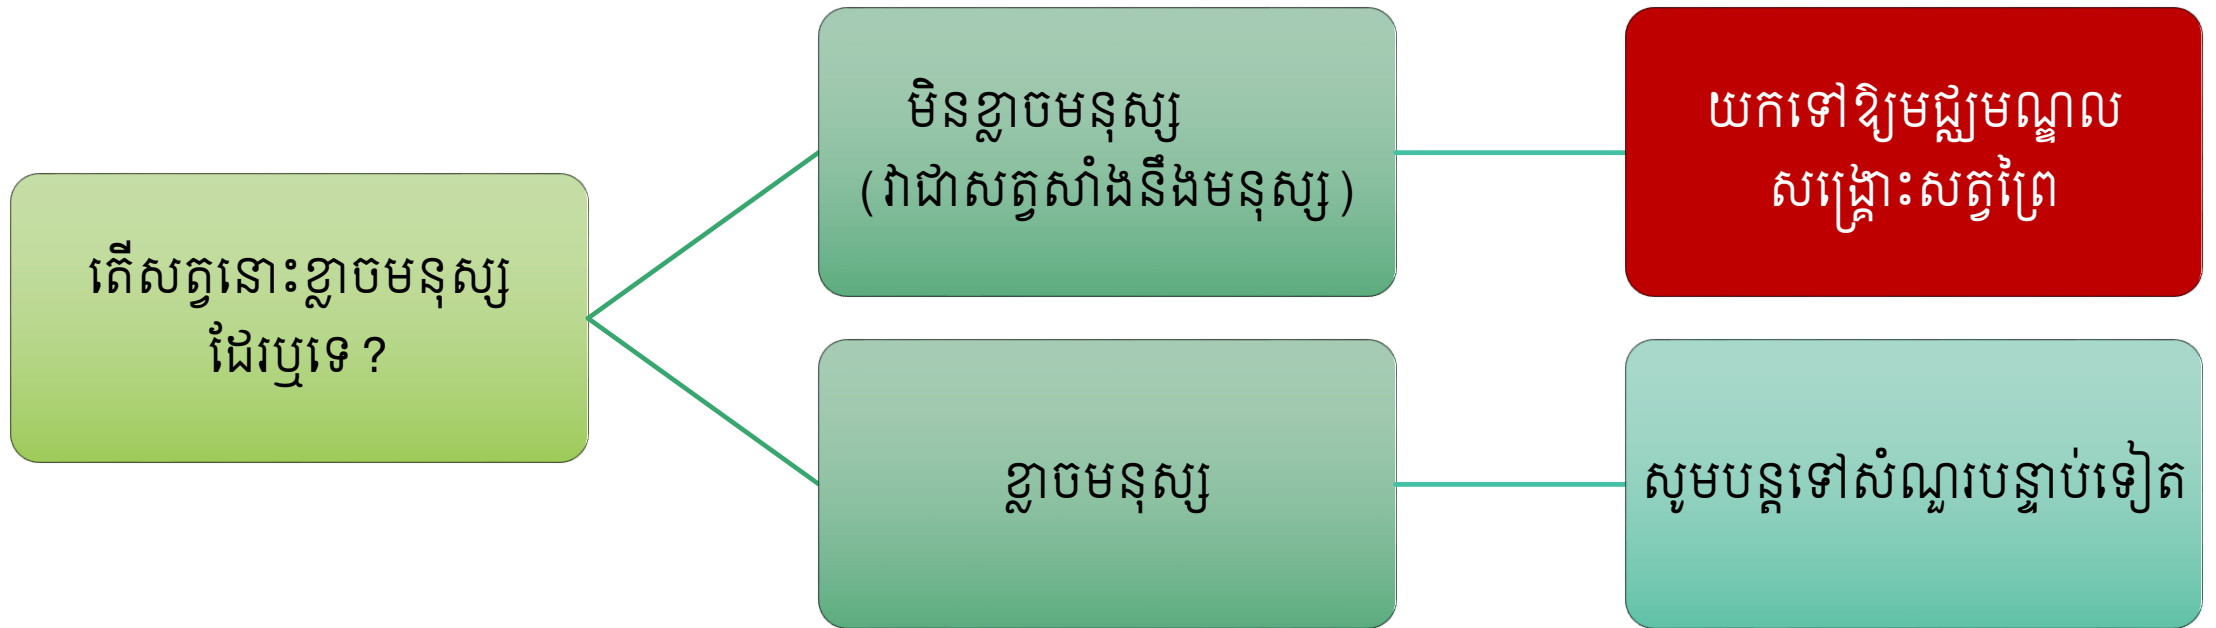 តើសត្វនោះខ្លាចមនុស្ស
ដែរឬទេ?
មិនខ្លាចមនុស្ស
(វាជាសត្វសាំងនឹងមនុស្ស)
យកទៅឱ្យមជ្ឈមណ្ឌល
សង្គ្រោះសត្វព្រៃ
ខ្លាចមនុស្ស
សូមបន្តទៅសំណួរបន្ទាប់ទៀត